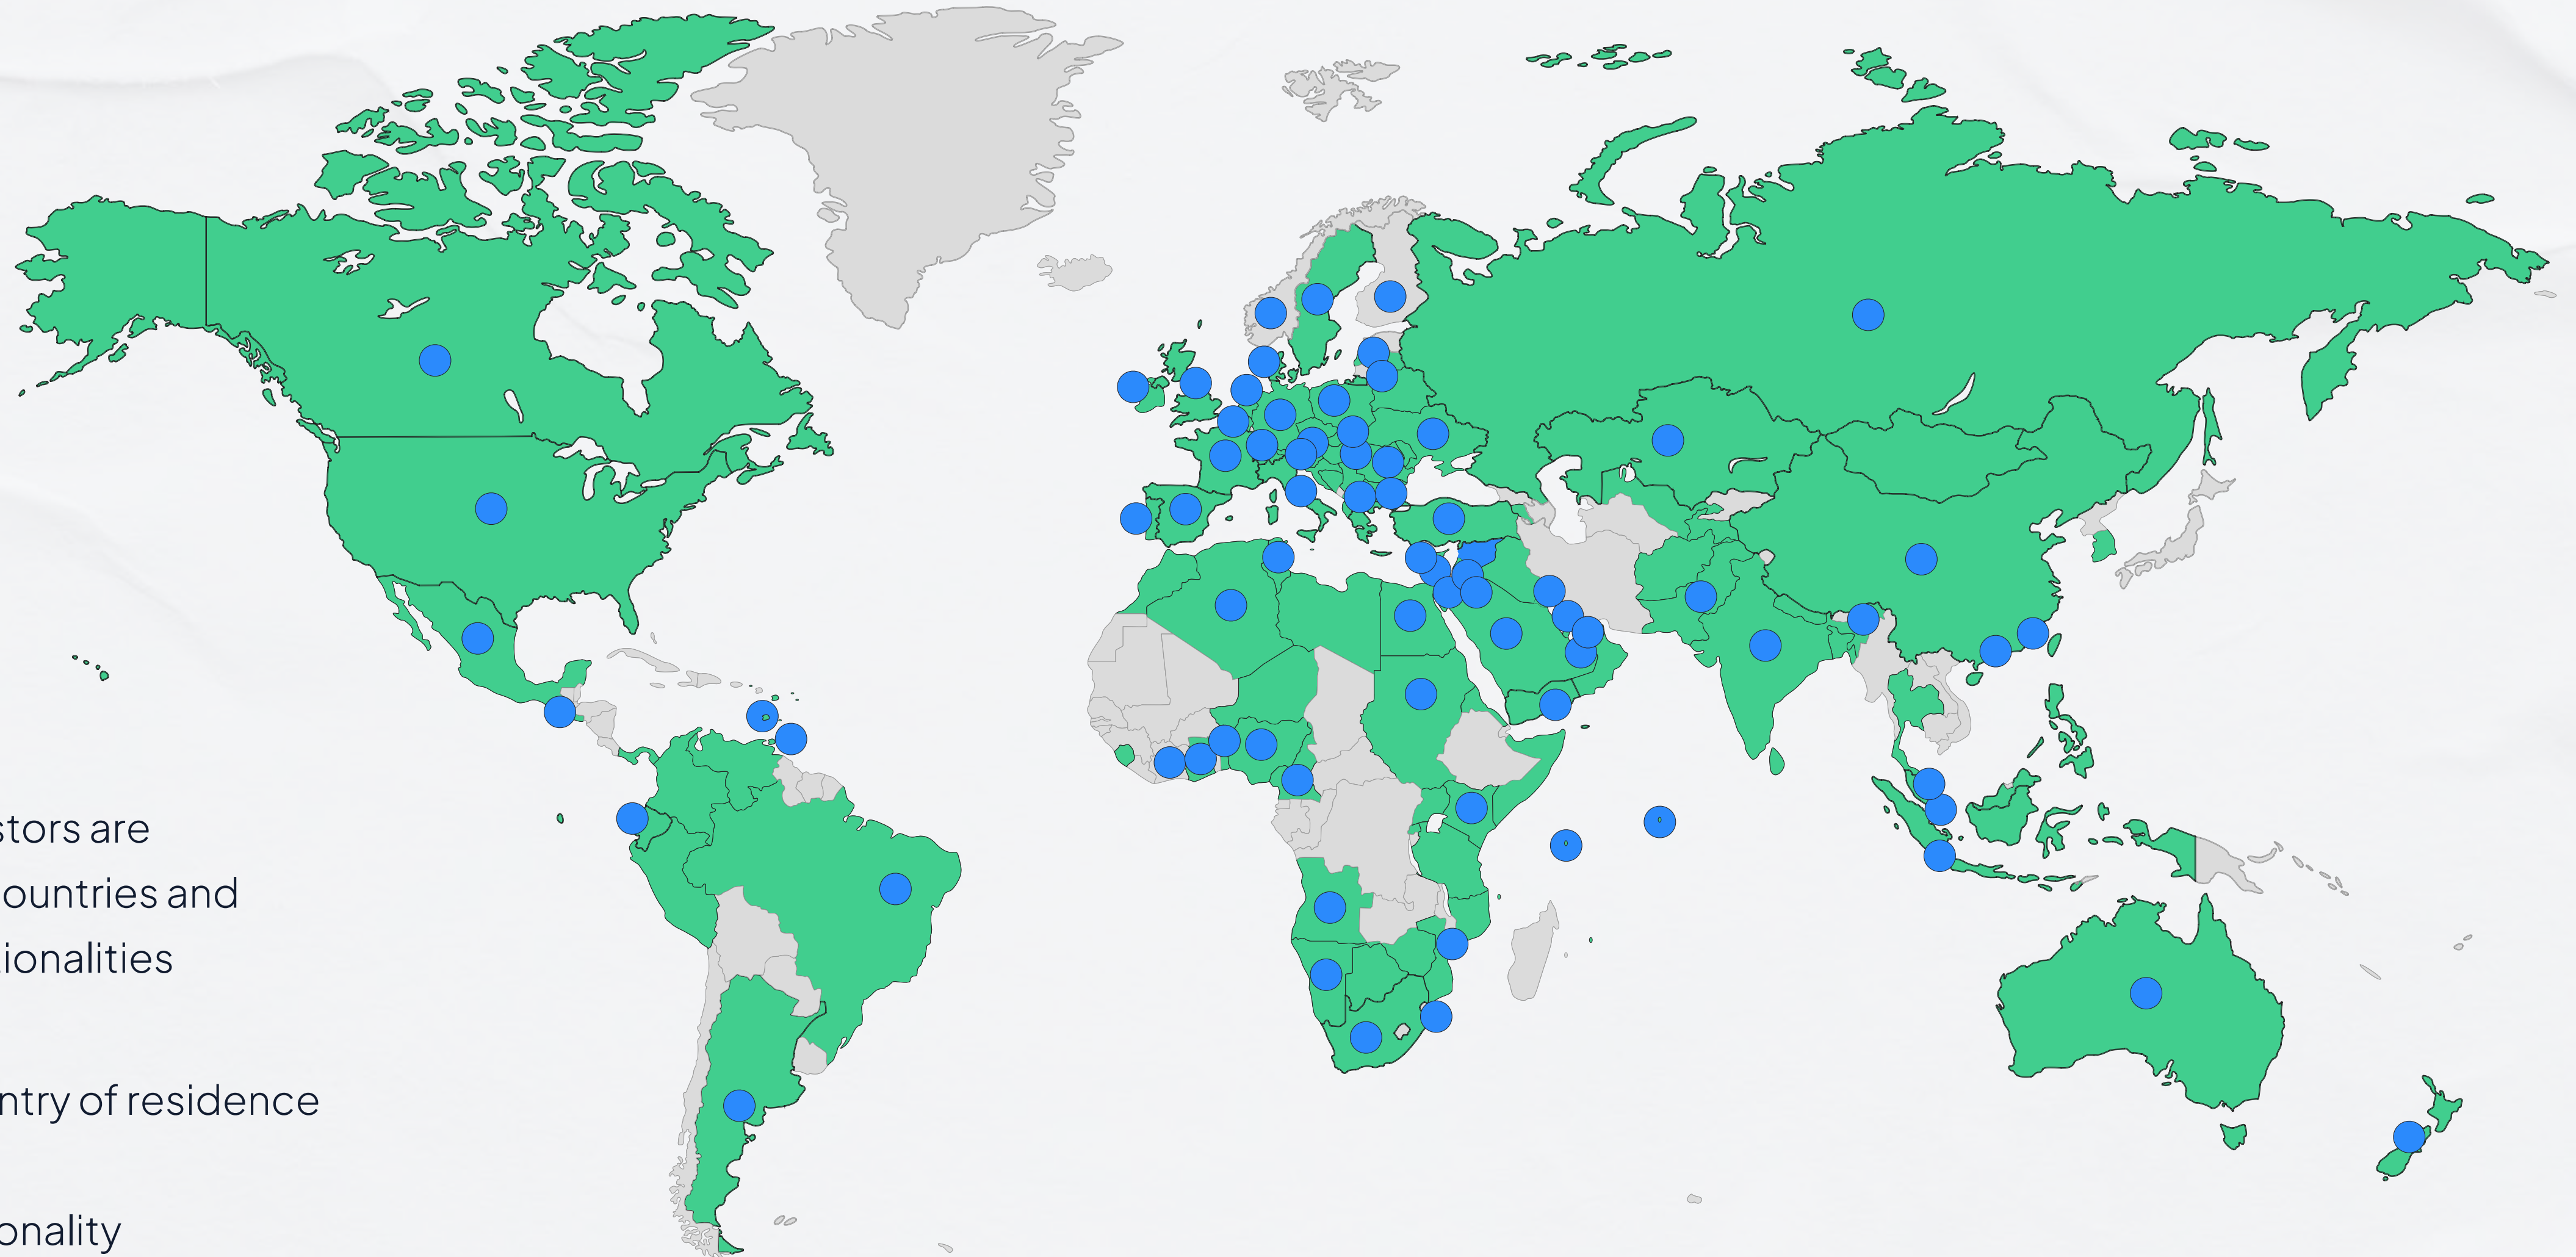 stors are
ountries and
ionalities
ntry of residence
onality